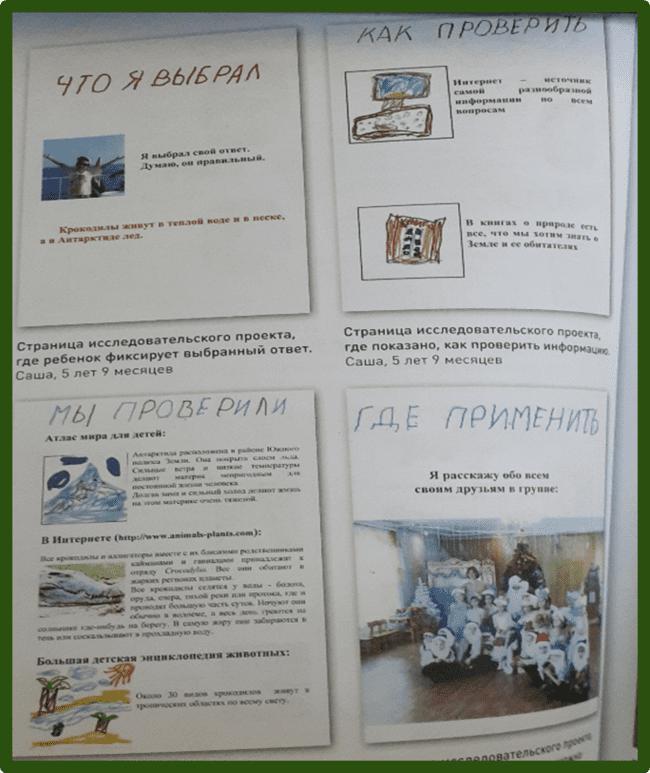 ЧТО Я ВЫБРАЛ
Я выбрал свой ответ.
Думаю, он правильный.
Крокодилы живут в теплой воде и в песке,
а в Антарктиде лед.
Страница исследовательского проекта,
где ребенок фиксирует выбранный ответ.
Саша, 5 лет 9 месяцев
КАК ПРОВЕРИТЬ
Интернет – источник
самой разнообразной
информации по всем
вопросам
В книгах о природе есть
все, что мы хотим знать о
Земле и ее обитателях
Страница исследовательского проекта,
где показано, как проверить информацию.
Саша, 5 лет 9 месяцев
МЫ ПРОВЕРИЛИ
Атлас мира для детей:
Антарктида расположена в районе Южного
полюса Земли. Она покрыта слоем льда.
Сильные ветра и низкие температуры
делают материк непригодным для
постоянной жизни человека.
Долгая зима и сильный холод делают жизнь
на этом материке очень тяжелой.
В Интернете (http://www.animals-plants.com):
Все крокодилы и аллигаторы вместе с их близкими родственниками
кайманами и гавиалами принадлежат к
отряду Crocodylia. Все они обитают в
жарких регионах планеты.
Все крокодилы селятся у воды - болота,
пруда, озера, тихой реки или протока, где и
проводят большую часть суток. Ночуют они
обычно в водоеме, а весь день греются на
солнышке где-нибудь на берегу. В самую жару они забираются в
тень или соскальзывают в прохладную воду.
Большая детская энциклопедия животных:
Около 30 видов крокодилов живут в
тропических областях по всему свету.
ГДЕ ПРИМЕНИТЬ
Я расскажу обо всем
своим друзьям в группе:
исследовательского проекта,